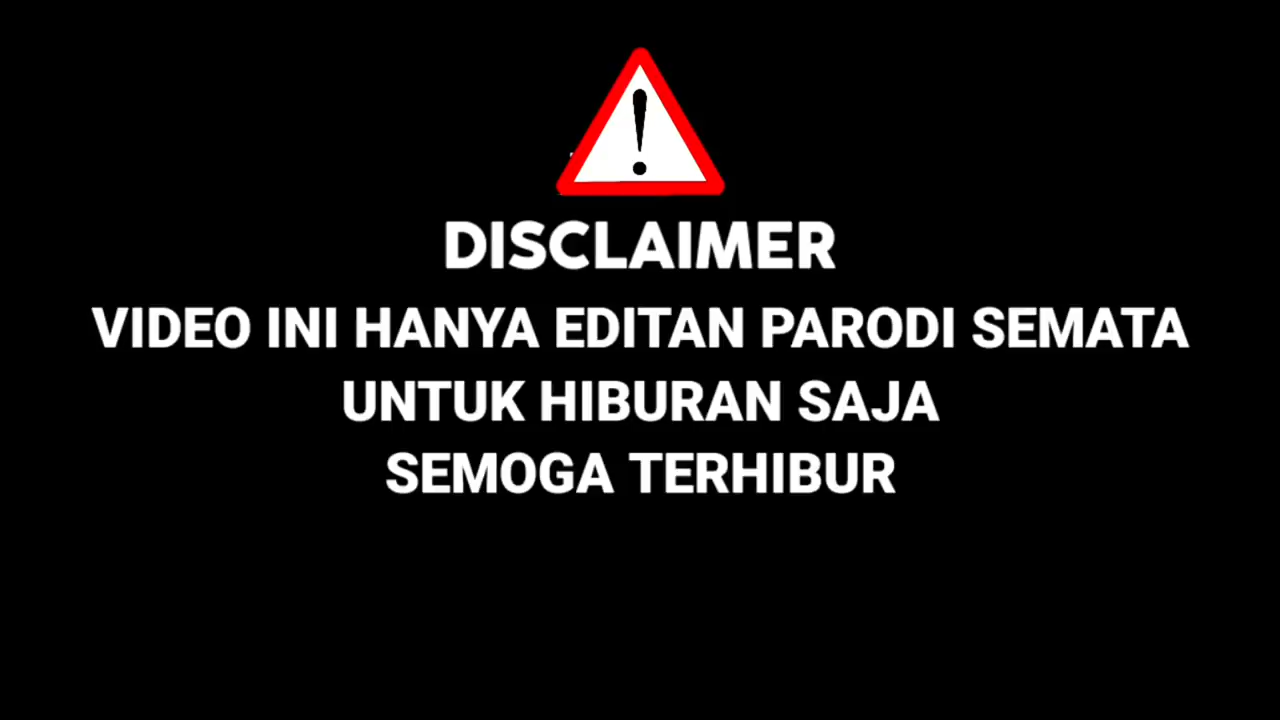 DISCLAIMER
VIDEO INI HANYA EDITAN PARODI SEMATA
UNTUK HIBURAN SAJA
SEMOGA TERHIBUR